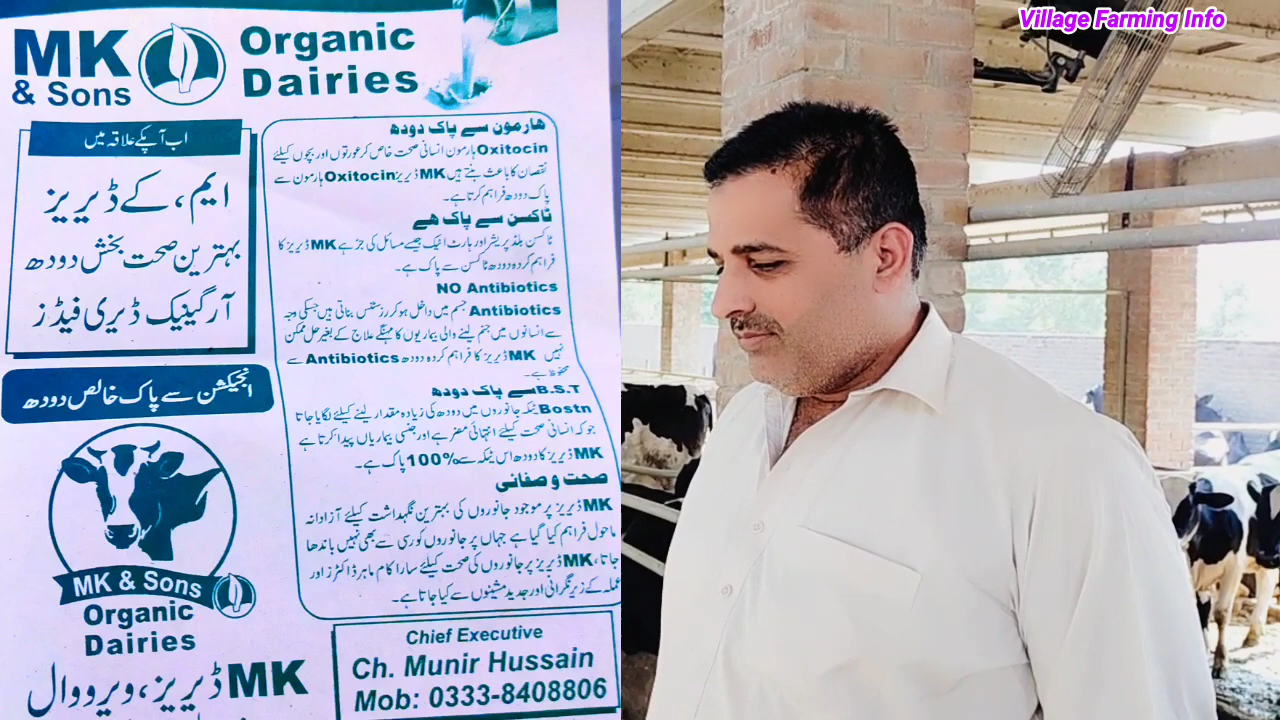 MK
& Sons
Organic
Dairies
اب آپکے علاقہ میں
ایم، کے ڈیریز
بہترین صحت بخش دودھ
آرگینک ڈیری فیڈز
انجیکشن سے پاک خالص دودھ
MK & Sons
Organic
Dairies
MK ڈیریز، ویرووال
ھارمون سے پاک دودھ
Oxitocin ہارمون انسانی صحت خاص کر عورتوں اور بچوں کیلئے
نقصان کا باعث بنتے ہیں MK ڈیریز Oxitocin ہارمون سے
پاک دودھ فراہم کرتا ہے۔
ٹاکسن سے پاک ھے
ٹاکسن بلڈ پریشر اور ہارٹ اٹیک جیسے مسائل کی جڑ ہے MK ڈیریز کا
فراہم کردہ دودھ ٹاکسن سے پاک ہے۔
NO Antibiotics
Antibiotics جسم میں داخل ہو کر رزسٹنس بناتی ہیں جسکی وجہ
سے انسانوں میں جنم لینے والی بیماریوں کا مہنگے علاج کے بغیر حل ممکن
نہیں MK ڈیریز کا فراہم کردہ دودھ Antibiotics سے
محفوظ ہے۔
B.S.T سے پاک دودھ
Bostn ٹیکہ جانوروں میں دودھ کی زیادہ مقدار لینے کیلئے لگایا جاتا
جو کہ انسانی صحت کیلئے انتہائی مضر ہے اور جنسی بیماریاں پیدا کرتا ہے
MK ڈیریز کا دودھ اس ٹیکہ سے 100% پاک ہے۔
صحت و صفائی
MK ڈیریز پر موجود جانوروں کی بہترین نگہداشت کیلئے آزاوانہ
ماحول فراہم کیا گیا ہے جہاں پر جانوروں کو رسی سے بھی نہیں باندھا
جاتا، MK ڈیریز پر جانوروں کی صحت کیلئے سارا کام ماہر ڈاکٹرز اور
عملہ کے زیر نگرانی اور جدید مشینوں سے کیا جاتا ہے۔
Chief Executive
Ch. Munir Hussain
Mob: 0333-8408806
Village Farming Info